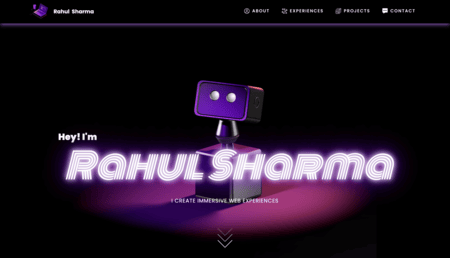 Rahul Sharma
ABOUT EXPERIENCES PROJECTS CONTACT
Hey! I'm
RAHUL SHARMA
I CREATE IMMERSIVE WEB EXPERIENCES